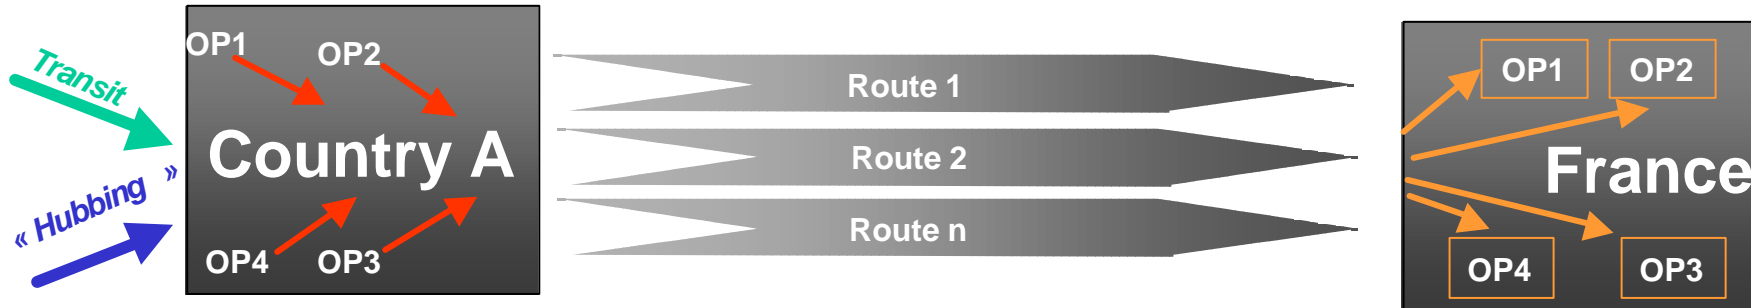 Transit
« Hubbing »
OP1
OP2
Country A
OP4
OP3
Route 1
Route 2
Route n
OP1
OP2
France
OP4
OP3